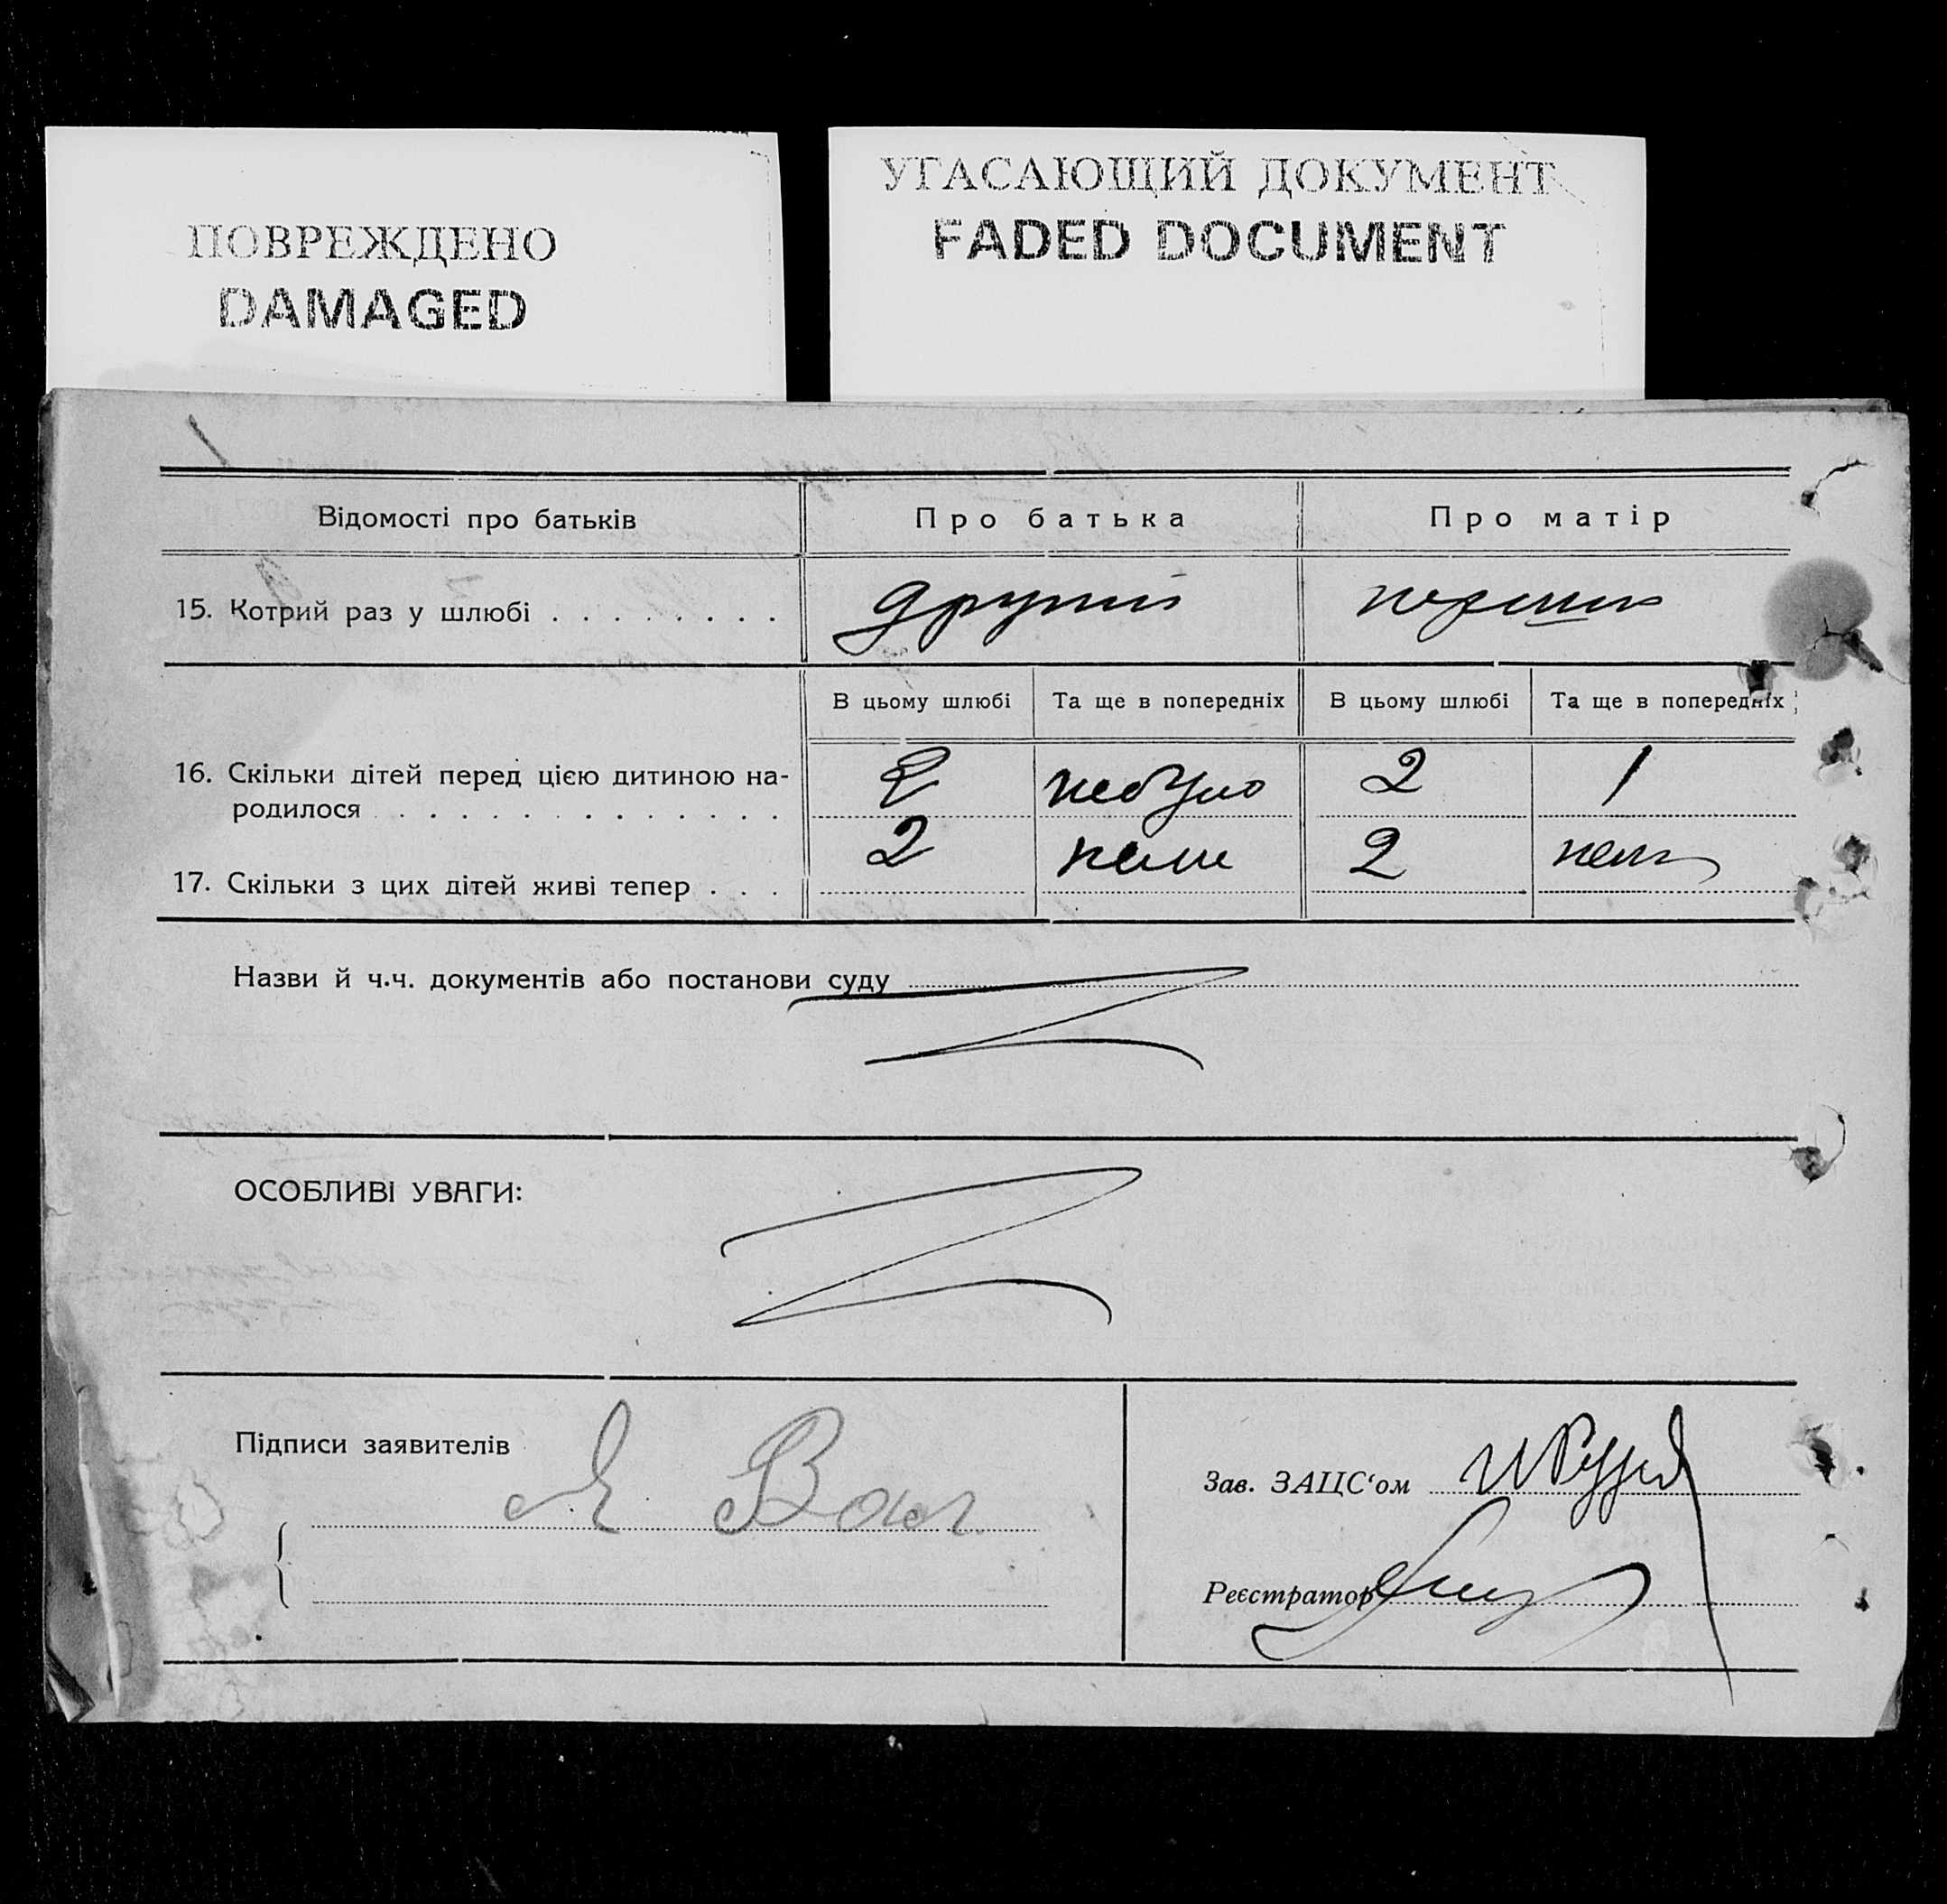 ПОВРЕЖДЕНО
DAMAGED
УГАСАЮЩИЙ ДОКУМЕНТ
FADED DOCUMENT
Відомості про батьків Про батька Про матір
15. Котрий раз у шлюбі . . . . . . . . другий
В цьому шлюбі Та ще в попередніх В цьому шлюбі Та ще в попередніх
16. Скільки дітей перед цією дитиною на-
родилося . . . . . . . . . . . . . . 2 небуло 2 1
17. Скільки з цих дітей живі тепер . . . 2 нема 2 нема
Назви й ч.ч. документів або постанови суду
ОСОБЛИВІ УВАГИ:
Підписи заявителів
Зав. ЗАЦС‘ом
Реєстратор